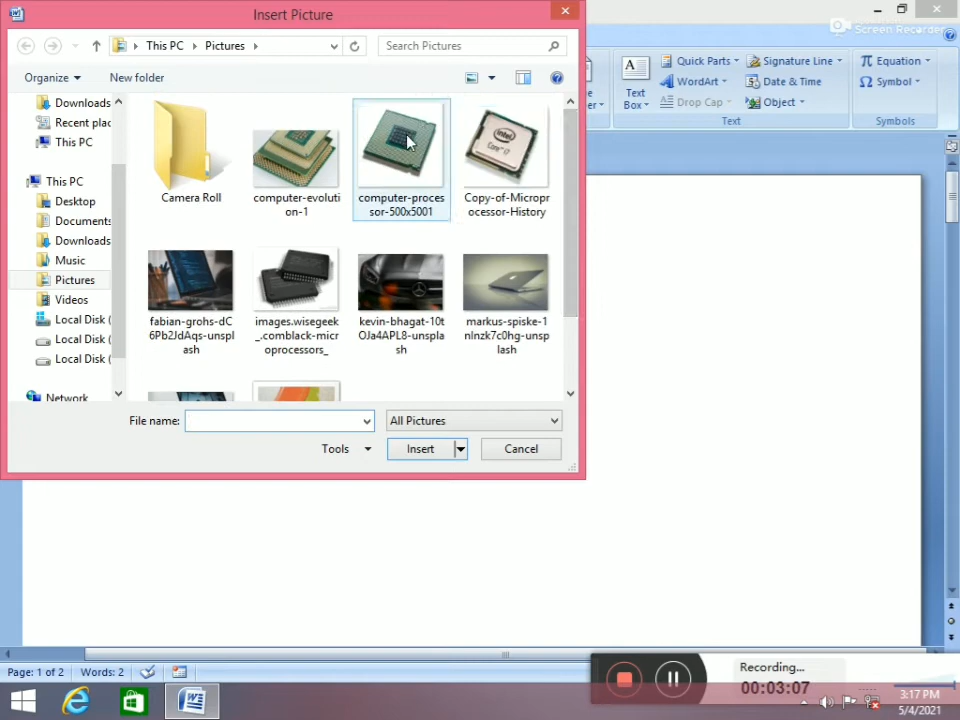 Insert Picture
Screen Recorder
This PC
Pictures
Search Pictures
Organize
New folder
Quick Parts
Signature Line
Equation
WordArt
Date & Time
Symbol
Text
Box
Drop Cap
Object
Text
Symbols
Downloads
Recent plac
This PC
This PC
Desktop
Documents
Downloads
Music
Pictures
Videos
Local Disk (
Local Disk (
Local Disk (
Network
Camera Roll
computer-evoluti
on-1
computer-proces
sor-500x5001
Copy-of-Micropr
ocessor-History
intel
Core i7
fabian-grohs-dC
6Pb2JdAqs-unspl
ash
images.wisegeek
_.comblack-micr
oprocessors_
kevin-bhagat-10t
OJa4APL8-unspla
sh
markus-spiske-1
nInzk7c0hg-unsp
lash
File name:
All Pictures
Tools
Insert
Cancel
Page: 1 of 2
Words: 2
Recording...
00:03:07
3:17 PM
5/4/2021